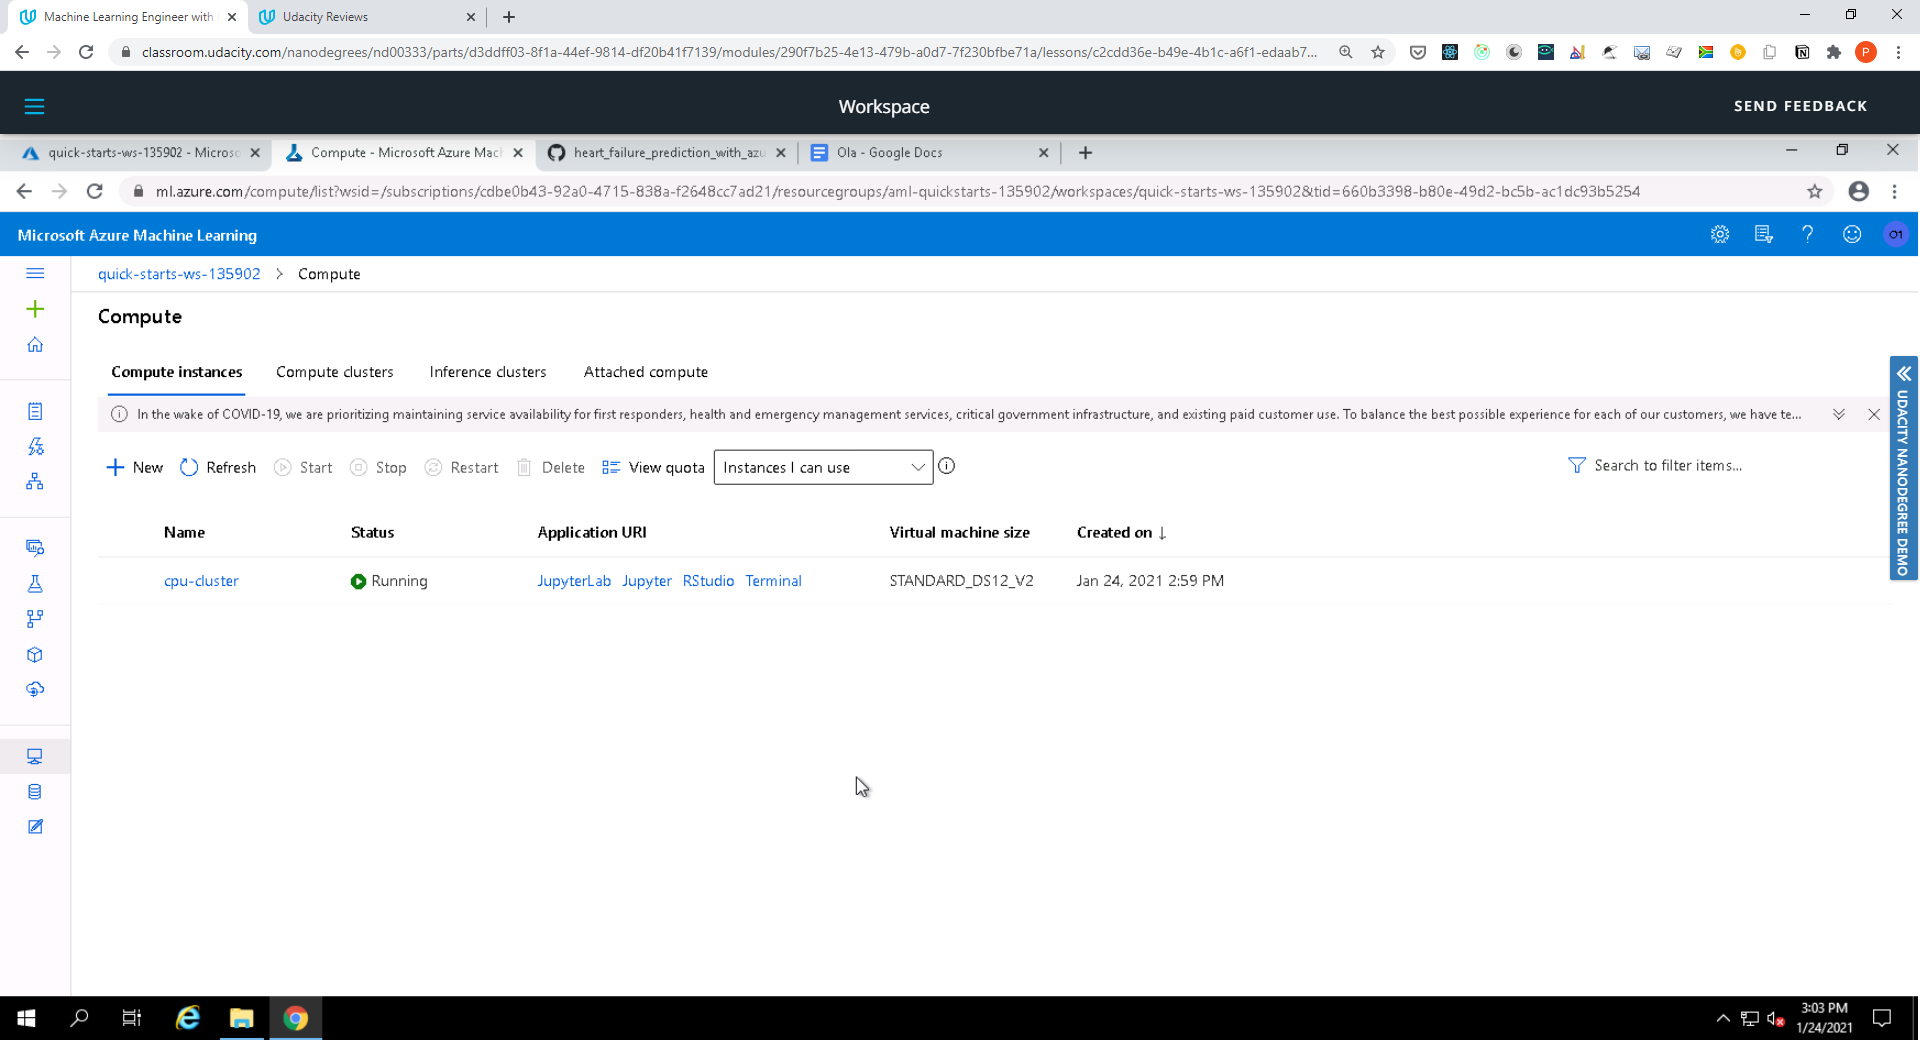 Machine Learning Engineer with
Udacity Reviews
classroom.udacity.com/nanodegrees/nd00333/parts/d3ddff03-8f1a-44ef-9814-df20b41f7139/modules/290f7b25-4e13-479b-a0d7-7f230bfbe71a/lessons/c2cdd36e-b49e-4b1c-a6f1-edaab7...
P
Workspace
SEND FEEDBACK
quick-starts-ws-135902 - Microso
Compute - Microsoft Azure Mac
heart_failure_prediction_with_azu
Ola - Google Docs
ml.azure.com/compute/list?wsid=/subscriptions/cdbe0b43-92a0-4715-838a-f2648cc7ad21/resourcegroups/aml-quickstarts-135902/workspaces/quick-starts-ws-135902&tid=660b3398-b80e-49d2-bc5b-ac1dc93b5254
Microsoft Azure Machine Learning
O1
quick-starts-ws-135902 > Compute
Compute
Compute instances
Compute clusters
Inference clusters
Attached compute
In the wake of COVID-19, we are prioritizing maintaining service availability for first responders, health and emergency management services, critical government infrastructure, and existing paid customer use. To balance the best possible experience for each of our customers, we have te...
New
Refresh
Start
Stop
Restart
Delete
View quota
Instances I can use
Search to filter items...
Name
Status
Application URI
Virtual machine size
Created on ↓
cpu-cluster
Running
JupyterLab Jupyter RStudio Terminal
STANDARD_DS12_V2
Jan 24, 2021 2:59 PM
UDACITY NANODEGREE DEMO
3:03 PM
1/24/2021